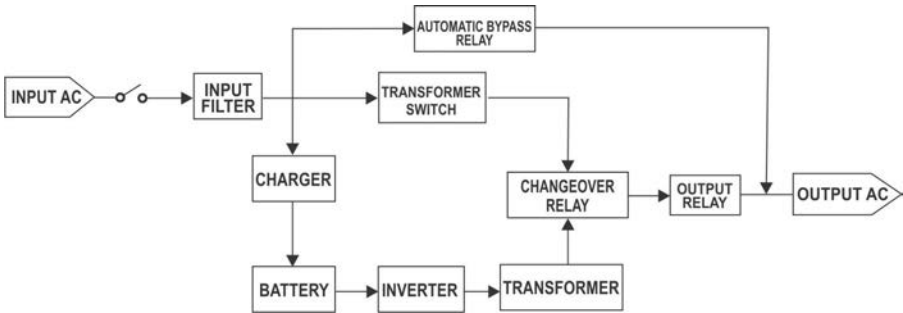 AUTOMATIC BYPASS
RELAY
INPUT AC
INPUT
FILTER
TRANSFORMER
SWITCH
CHARGER
CHANGEOVER
RELAY
OUTPUT
RELAY
OUTPUT AC
BATTERY
INVERTER
TRANSFORMER